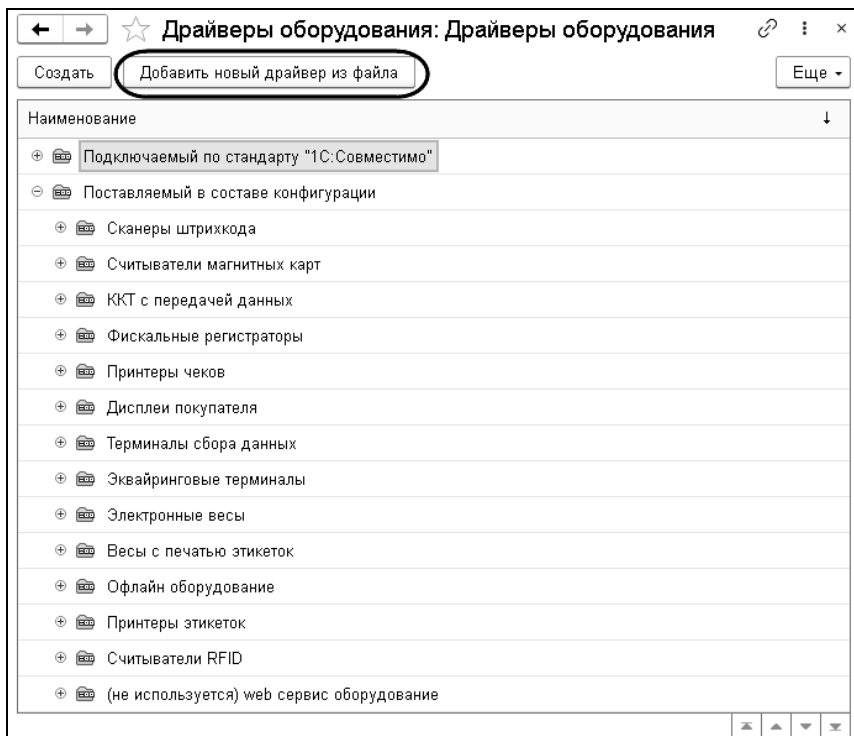 Драйверы оборудования: Драйверы оборудования
Создать Добавить новый драйвер из файла Еще
Наименование
Подключаемый по стандарту "1С:Совместимо"
Поставляемый в составе конфигурации
Сканеры штрихкода
Считыватели магнитных карт
ККТ с передачей данных
Фискальные регистраторы
Принтеры чеков
Дисплеи покупателя
Терминалы сбора данных
Эквайринговые терминалы
Электронные весы
Весы с печатью этикеток
Офлайн оборудование
Принтеры этикеток
Считыватели RFID
(не используется) web сервис оборудование